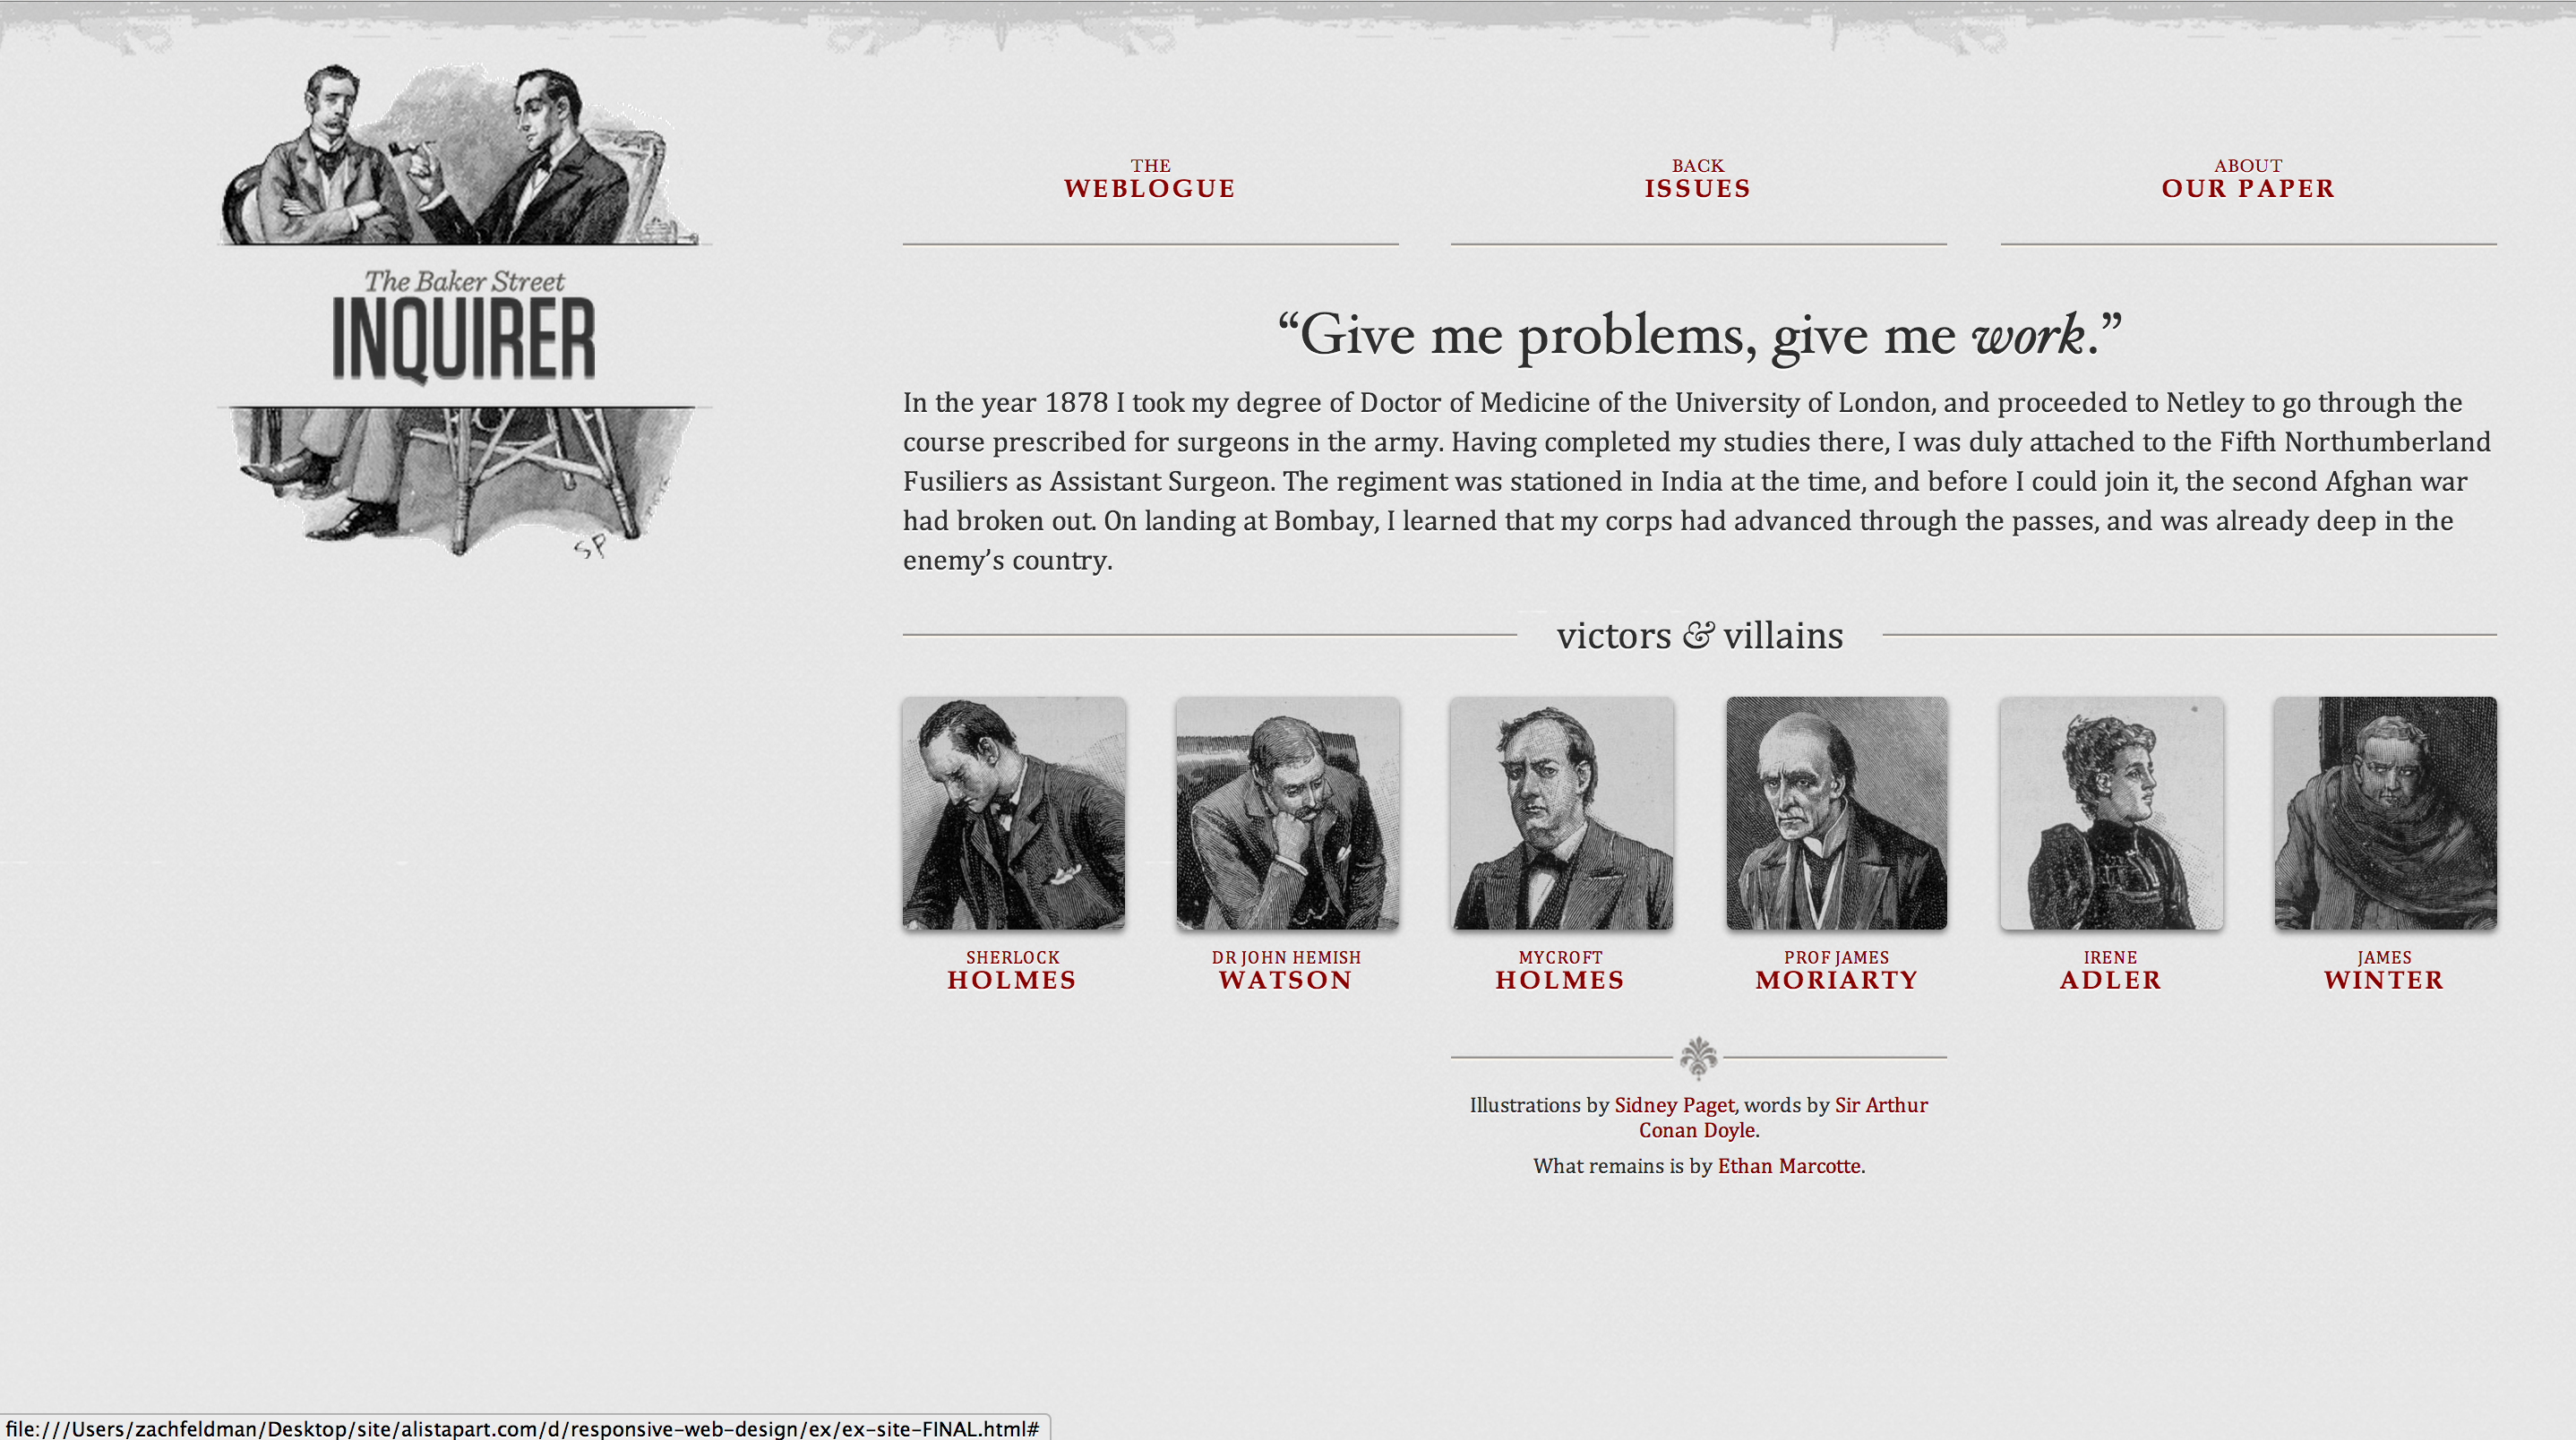 The Baker Street
INQUIRER
SP
THE
WEBLOGUE
BACK
ISSUES
ABOUT
OUR PAPER
“Give me problems, give me work.”
In the year 1878 I took my degree of Doctor of Medicine of the University of London, and proceeded to Netley to go through the
course prescribed for surgeons in the army. Having completed my studies there, I was duly attached to the Fifth Northumberland
Fusiliers as Assistant Surgeon. The regiment was stationed in India at the time, and before I could join it, the second Afghan war
had broken out. On landing at Bombay, I learned that my corps had advanced through the passes, and was already deep in the
enemy’s country.
victors & villains
SHERLOCK
HOLMES
DR JOHN HEMISH
WATSON
MYCROFT
HOLMES
PROF JAMES
MORIARTY
IRENE
ADLER
JAMES
WINTER
Illustrations by Sidney Paget, words by Sir Arthur
Conan Doyle.
What remains is by Ethan Marcotte.
file:///Users/zachfeldman/Desktop/site/alistapart.com/d/responsive-web-design/ex/ex-site-FINAL.html#